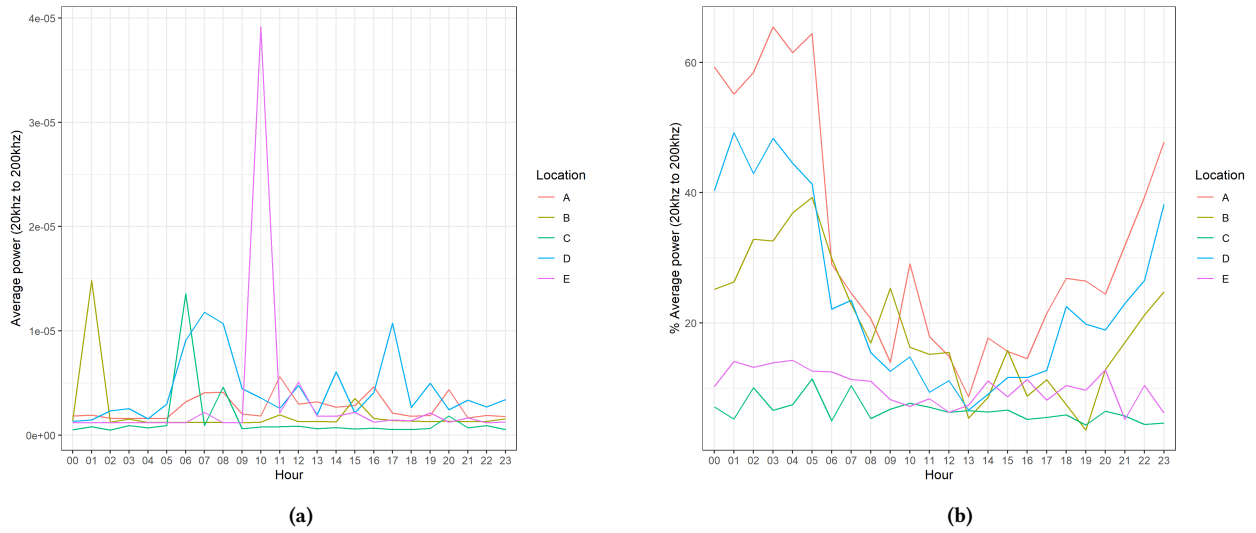 Average power (20khz to 200khz)
4e-05
3e-05
2e-05
1e-05
0e+00
00 01 02 03 04 05 06 07 08 09 10 11 12 13 14 15 16 17 18 19 20 21 22 23
Hour
Location
A
B
C
D
E
(a)
% Average power (20khz to 200khz)
60
40
20
00 01 02 03 04 05 06 07 08 09 10 11 12 13 14 15 16 17 18 19 20 21 22 23
Hour
Location
A
B
C
D
E
(b)